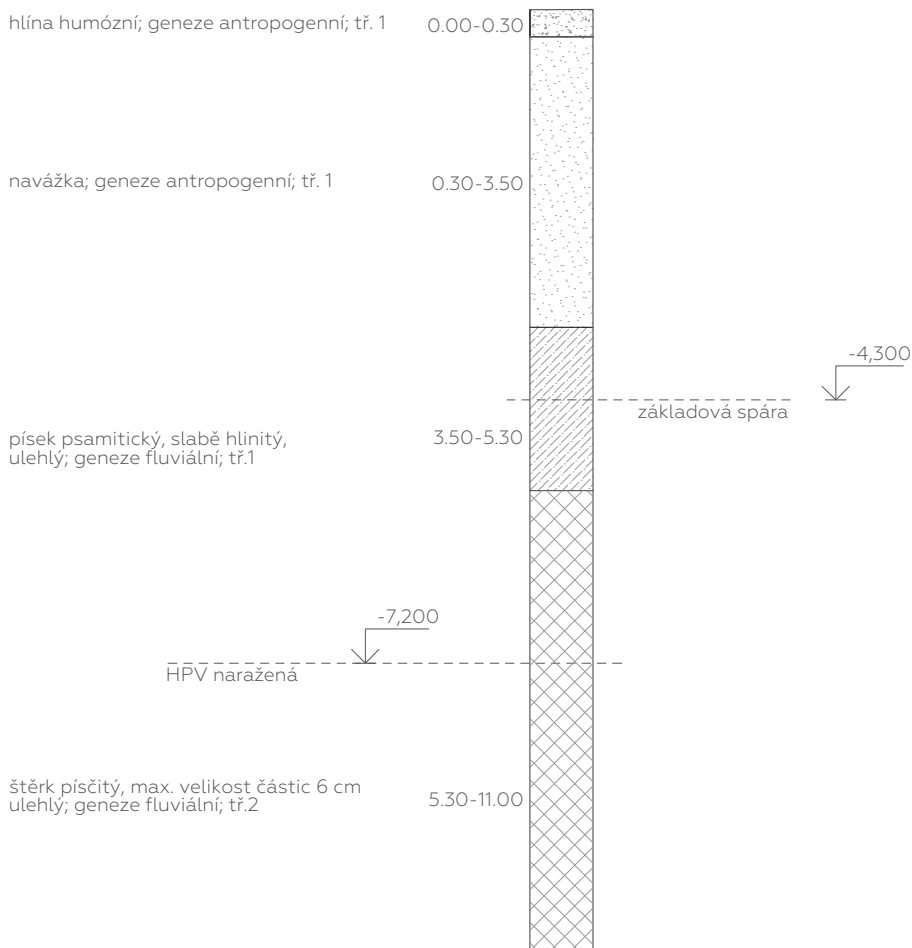 hlína humózní; geneze antropogenní; tř. 1
0.00-0.30
navážka; geneze antropogenní; tř. 1
0.30-3.50
-4,300
základová spára
písek psamitický, slabě hlinitý,
ulehlý; geneze fluviální; tř.1
3.50-5.30
-7,200
HPV naražená
štěrk písčitý, max. velikost částic 6 cm
ulehlý; geneze fluviální; tř.2
5.30-11.00